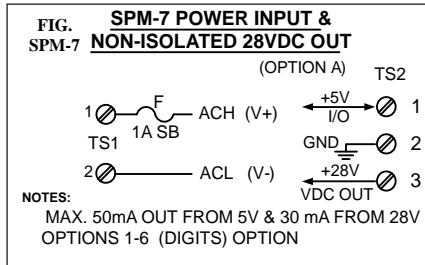 FIG. SPM-7
SPM-7 POWER INPUT &
NON-ISOLATED 28VDC OUT
(OPTION A)
TS2
1
F
1A SB
ACH (V+)
+5V
I/O
1
TS1
GND
2
2
ACL (V-)
+28V
VDC OUT
3
NOTES:
MAX. 50mA OUT FROM 5V & 30 mA FROM 28V
OPTIONS 1-6 (DIGITS) OPTION